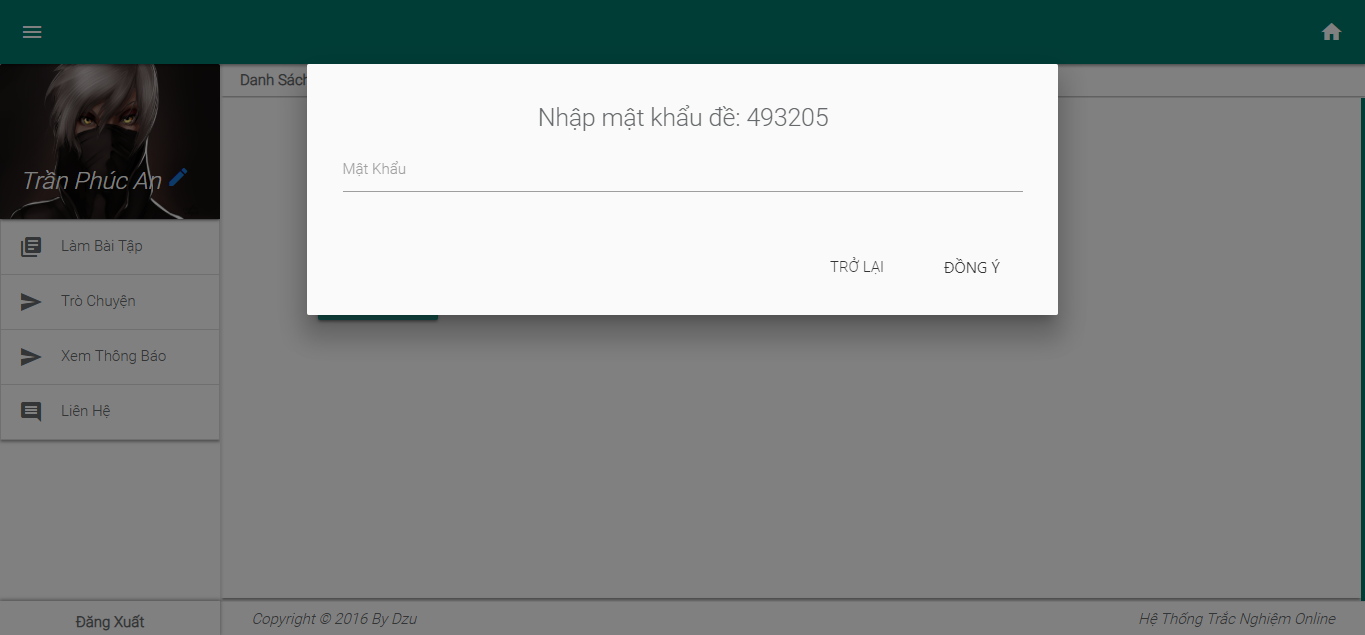 Danh Sách
Nhập mật khẩu đề: 493205
Mật Khẩu
TRỞ LẠI
ĐỒNG Ý
Trần Phúc An
Làm Bài Tập
Trò Chuyện
Xem Thông Báo
Liên Hệ
Đăng Xuất
Copyright © 2016 By Dzu
Hệ Thống Trắc Nghiệm Online